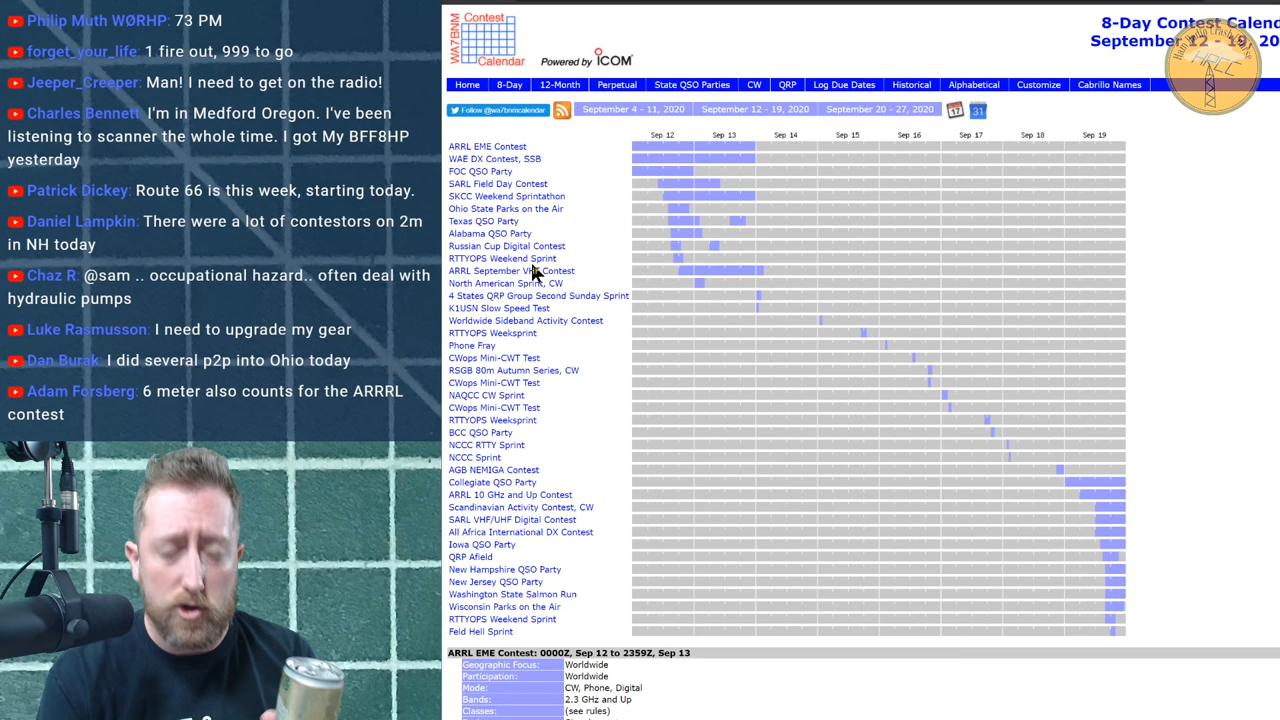 Philip Muth WØRHP: 73 PM
forget_your_life: 1 fire out, 999 to go
Jeeper_Creeper: Man! I need to get on the radio!
Charles Bennett: I'm in Medford Oregon. I've been
listening to scanner the whole time. I got My BFF8HP
yesterday
Patrick Dickey: Route 66 is this week, starting today.
Daniel Lampkin: There were a lot of contestors on 2m
in NH today
Chaz R: @sam .. occupational hazard.. often deal with
hydraulic pumps
Luke Rasmusson: I need to upgrade my gear
Dan Burak: I did several p2p into Ohio today
Adam Forsberg: 6 meter also counts for the ARRRL
contest
WA7BNM
Contest
Calendar
Powered by ICOM
8-Day Contest Calend
September 12 - 19, 20
Home 8-Day 12-Month Perpetual State QSO Parties CW QRP Log Due Dates Historical Alphabetical Customize Cabrillo Names
Follow @wa7bnmcalendar September 4 - 11, 2020 September 12 - 19, 2020 September 20 - 27, 2020 17 31
Sep 12 Sep 13 Sep 14 Sep 15 Sep 16 Sep 17 Sep 18 Sep 19
ARRL EME Contest
WAE DX Contest, SSB
FOC QSO Party
SARL Field Day Contest
SKCC Weekend Sprintathon
Ohio State Parks on the Air
Texas QSO Party
Alabama QSO Party
Russian Cup Digital Contest
RTTYOPS Weekend Sprint
ARRL September VHF Contest
North American Sprint, CW
4 States QRP Group Second Sunday Sprint
K1USN Slow Speed Test
Worldwide Sideband Activity Contest
RTTYOPS Weeksprint
Phone Fray
CWops Mini-CWT Test
RSGB 80m Autumn Series, CW
CWops Mini-CWT Test
NAQCC CW Sprint
CWops Mini-CWT Test
RTTYOPS Weeksprint
BCC QSO Party
NCCC RTTY Sprint
NCCC Sprint
AGB NEMIGA Contest
Collegiate QSO Party
ARRL 10 GHz and Up Contest
Scandinavian Activity Contest, CW
SARL VHF/UHF Digital Contest
All Africa International DX Contest
Iowa QSO Party
QRP Afield
New Hampshire QSO Party
New Jersey QSO Party
Washington State Salmon Run
Wisconsin Parks on the Air
RTTYOPS Weekend Sprint
Feld Hell Sprint
ARRL EME Contest: 0000Z, Sep 12 to 2359Z, Sep 13
Geographic Focus: Worldwide
Participation: Worldwide
Mode: CW, Phone, Digital
Bands: 2.3 GHz and Up
Classes: (see rules)